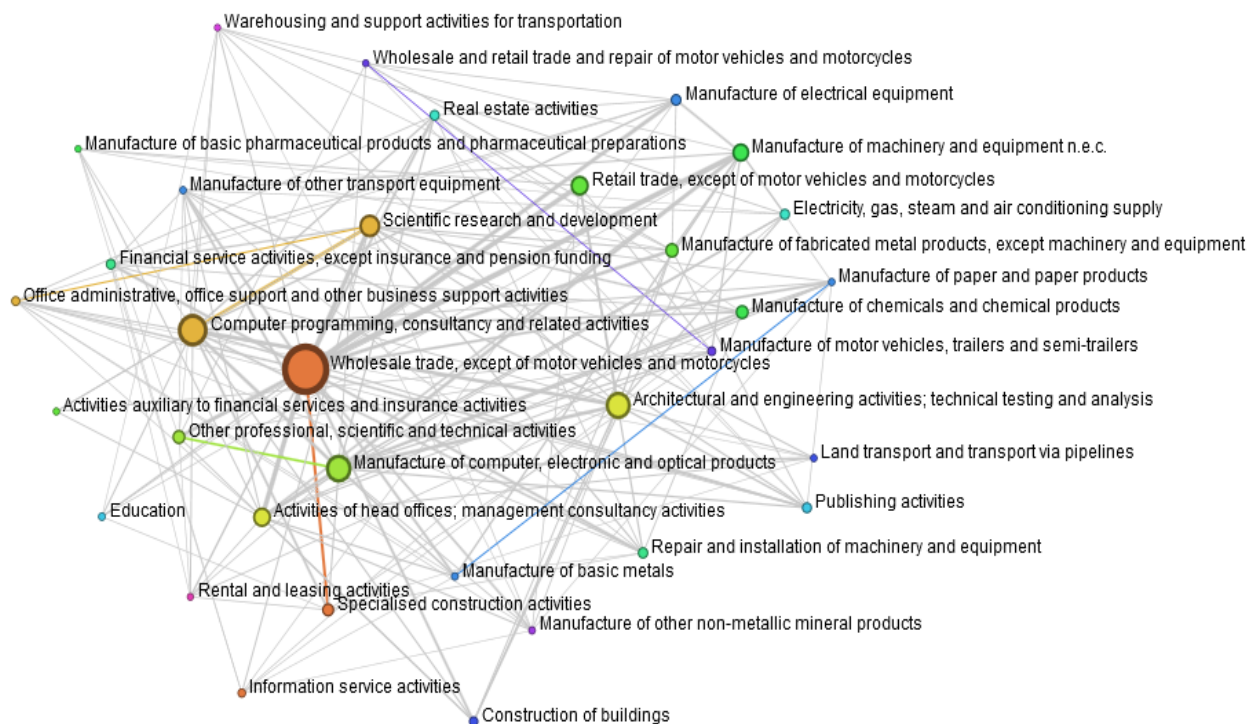 Warehousing and support activities for transportation
Wholesale and retail trade and repair of motor vehicles and motorcycles
Manufacture of electrical equipment
Real estate activities
Manufacture of basic pharmaceutical products and pharmaceutical preparations
Manufacture of machinery and equipment n.e.c.
Retail trade, except of motor vehicles and motorcycles
Manufacture of other transport equipment
Electricity, gas, steam and air conditioning supply
Scientific research and development
Manufacture of fabricated metal products, except machinery and equipment
Financial service activities, except insurance and pension funding
Manufacture of paper and paper products
Office administrative, office support and other business support activities
Manufacture of chemicals and chemical products
Computer programming, consultancy and related activities
Manufacture of motor vehicles, trailers and semi-trailers
Wholesale trade, except of motor vehicles and motorcycles
Architectural and engineering activities; technical testing and analysis
Activities auxiliary to financial services and insurance activities
Other professional, scientific and technical activities
Land transport and transport via pipelines
Manufacture of computer, electronic and optical products
Publishing activities
Education
Activities of head offices; management consultancy activities
Repair and installation of machinery and equipment
Manufacture of basic metals
Rental and leasing activities
Specialised construction activities
Manufacture of other non-metallic mineral products
Information service activities
Construction of buildings